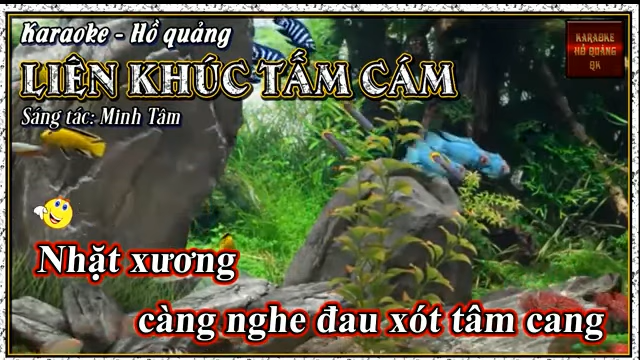 Karaoke - Hồ quảng
LIÊN KHÚC TẤM CÁM
Sáng tác: Minh Tâm
KARAOKE
HỒ QUẢNG
QK
Nhặt xương
càng nghe đau xót tâm cang